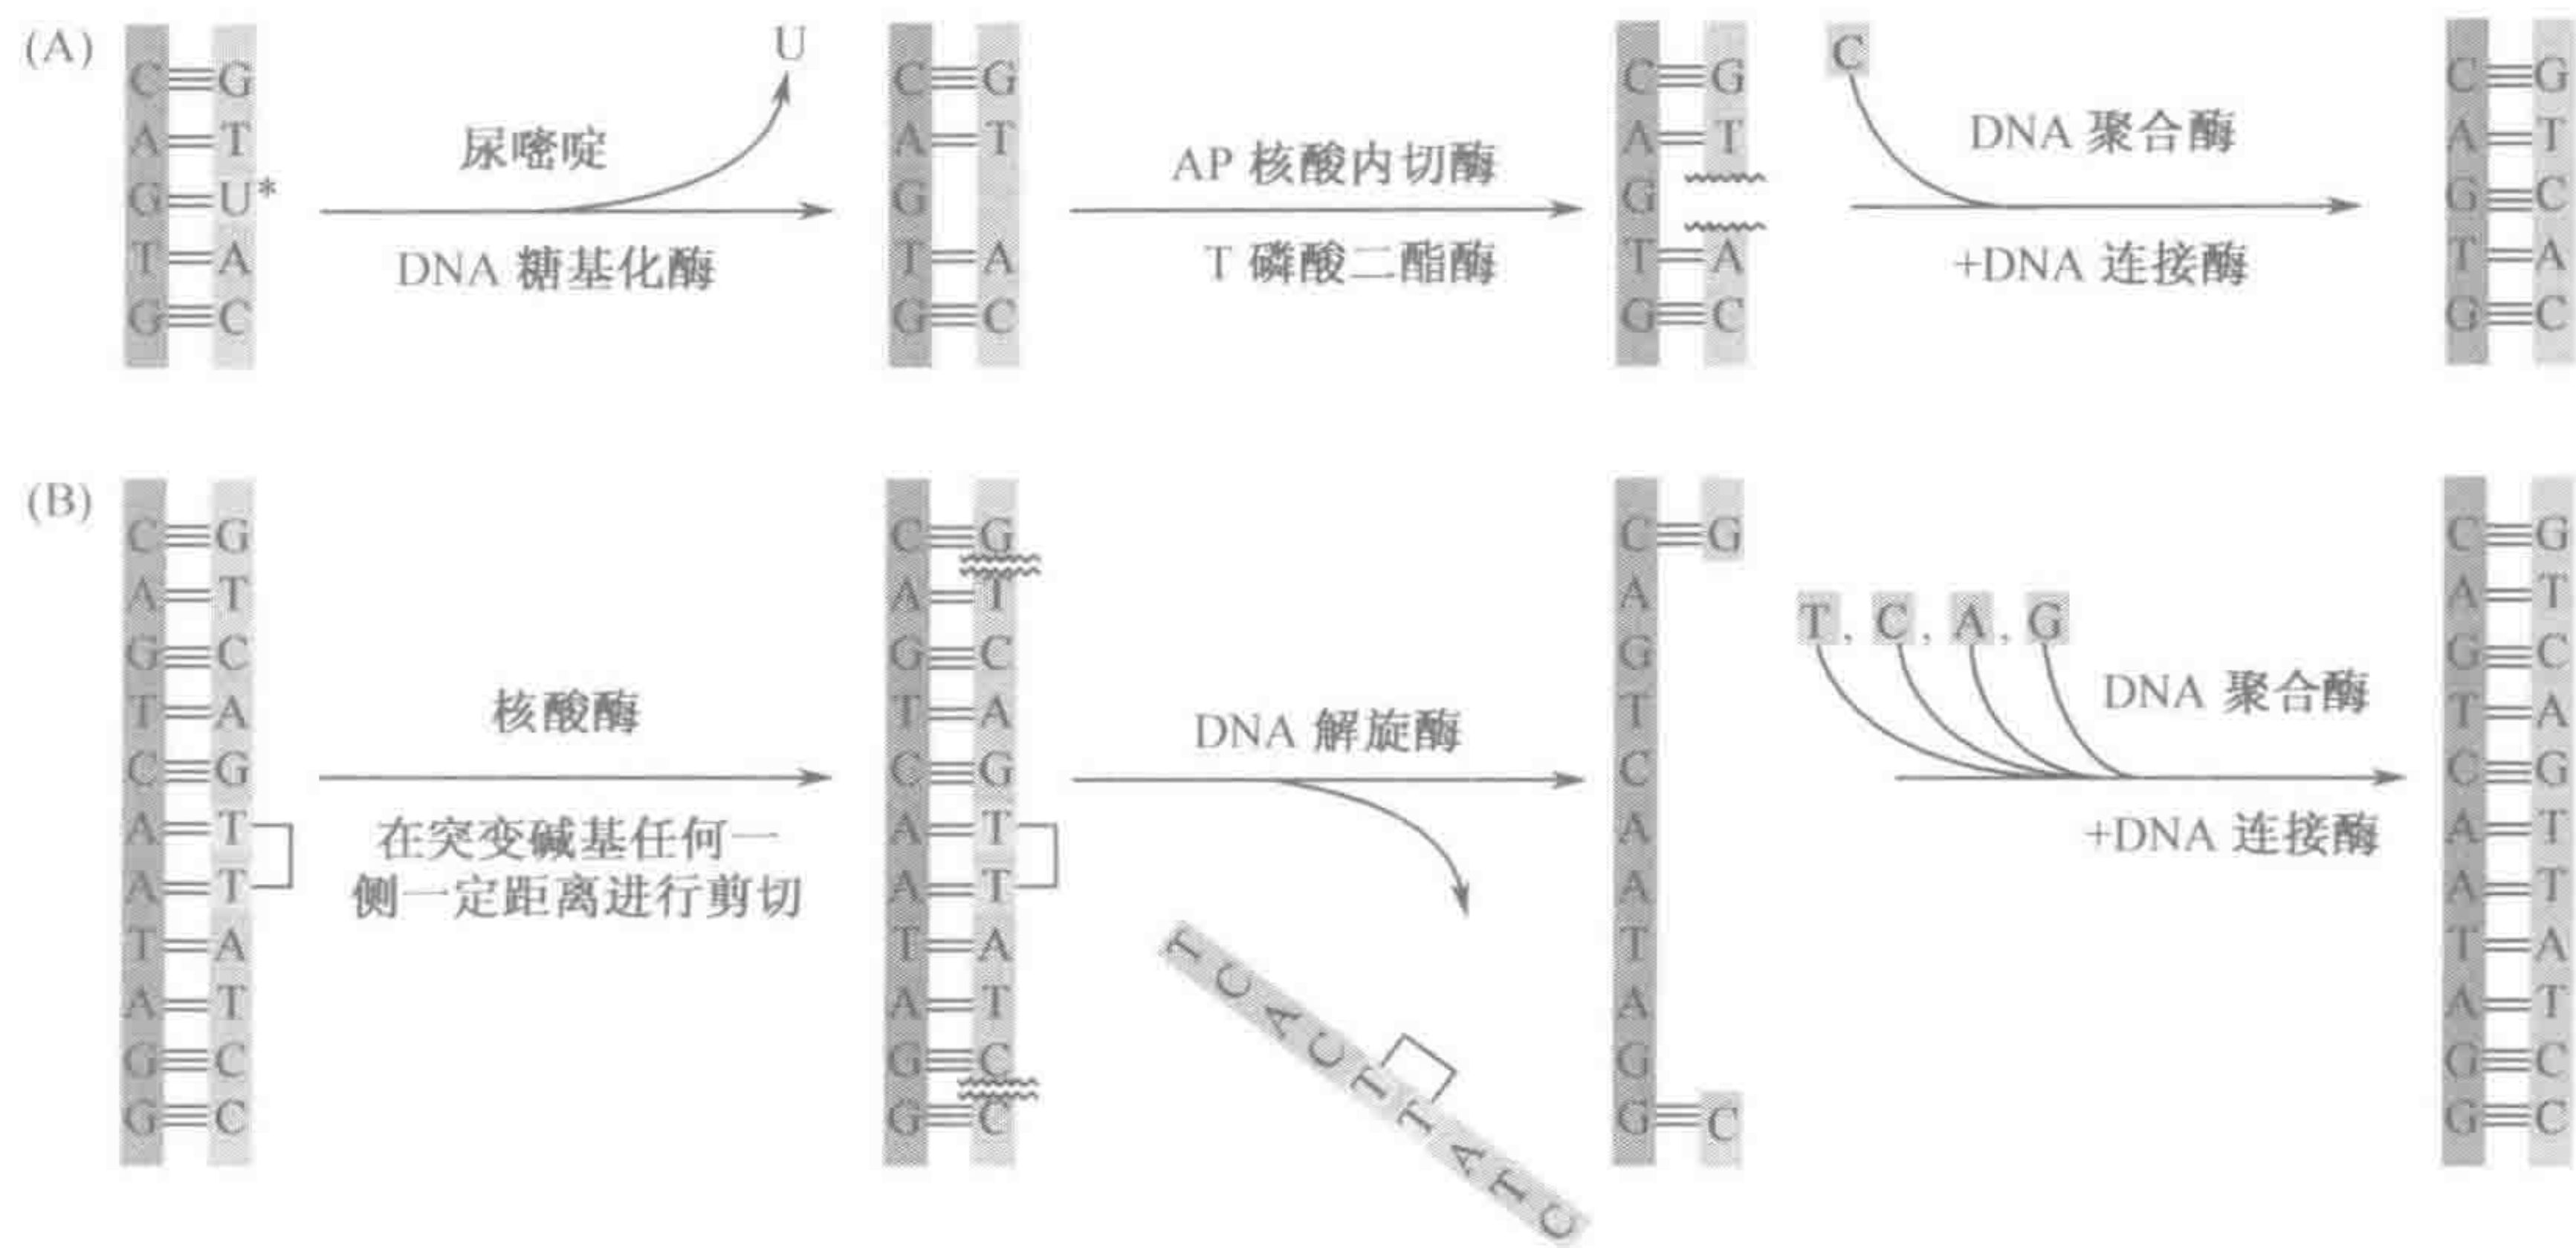 (A)
C≡G
A=T
G=U*
T=A
G≡C
U
尿嘧啶
DNA 糖基化酶
C≡G
A=T
G
T=A
G≡C
AP 核酸内切酶
T 磷酸二酯酶
C≡G
A=T
G
T=A
G≡C
C
DNA 聚合酶
+DNA 连接酶
C≡G
A=T
G≡C
T=A
G≡C
(B)
C≡G
A=T
G≡C
T=A
C≡G
A=T
A=T
T=A
A=T
G≡C
G≡C
核酸酶
在突变碱基任何一
侧一定距离进行剪切
C≡G
A=T
G≡C
T=A
C≡G
A=T
A=T
T=A
A=T
G≡C
G≡C
DNA 解旋酶
T C A C T T A T C
C≡G
A
G
T
C
A
A
T
A
G
G≡C
T, C, A, G
DNA 聚合酶
+DNA 连接酶
C≡G
A=T
G≡C
T=A
C≡G
A=T
A=T
T=A
A=T
G≡C
G≡C